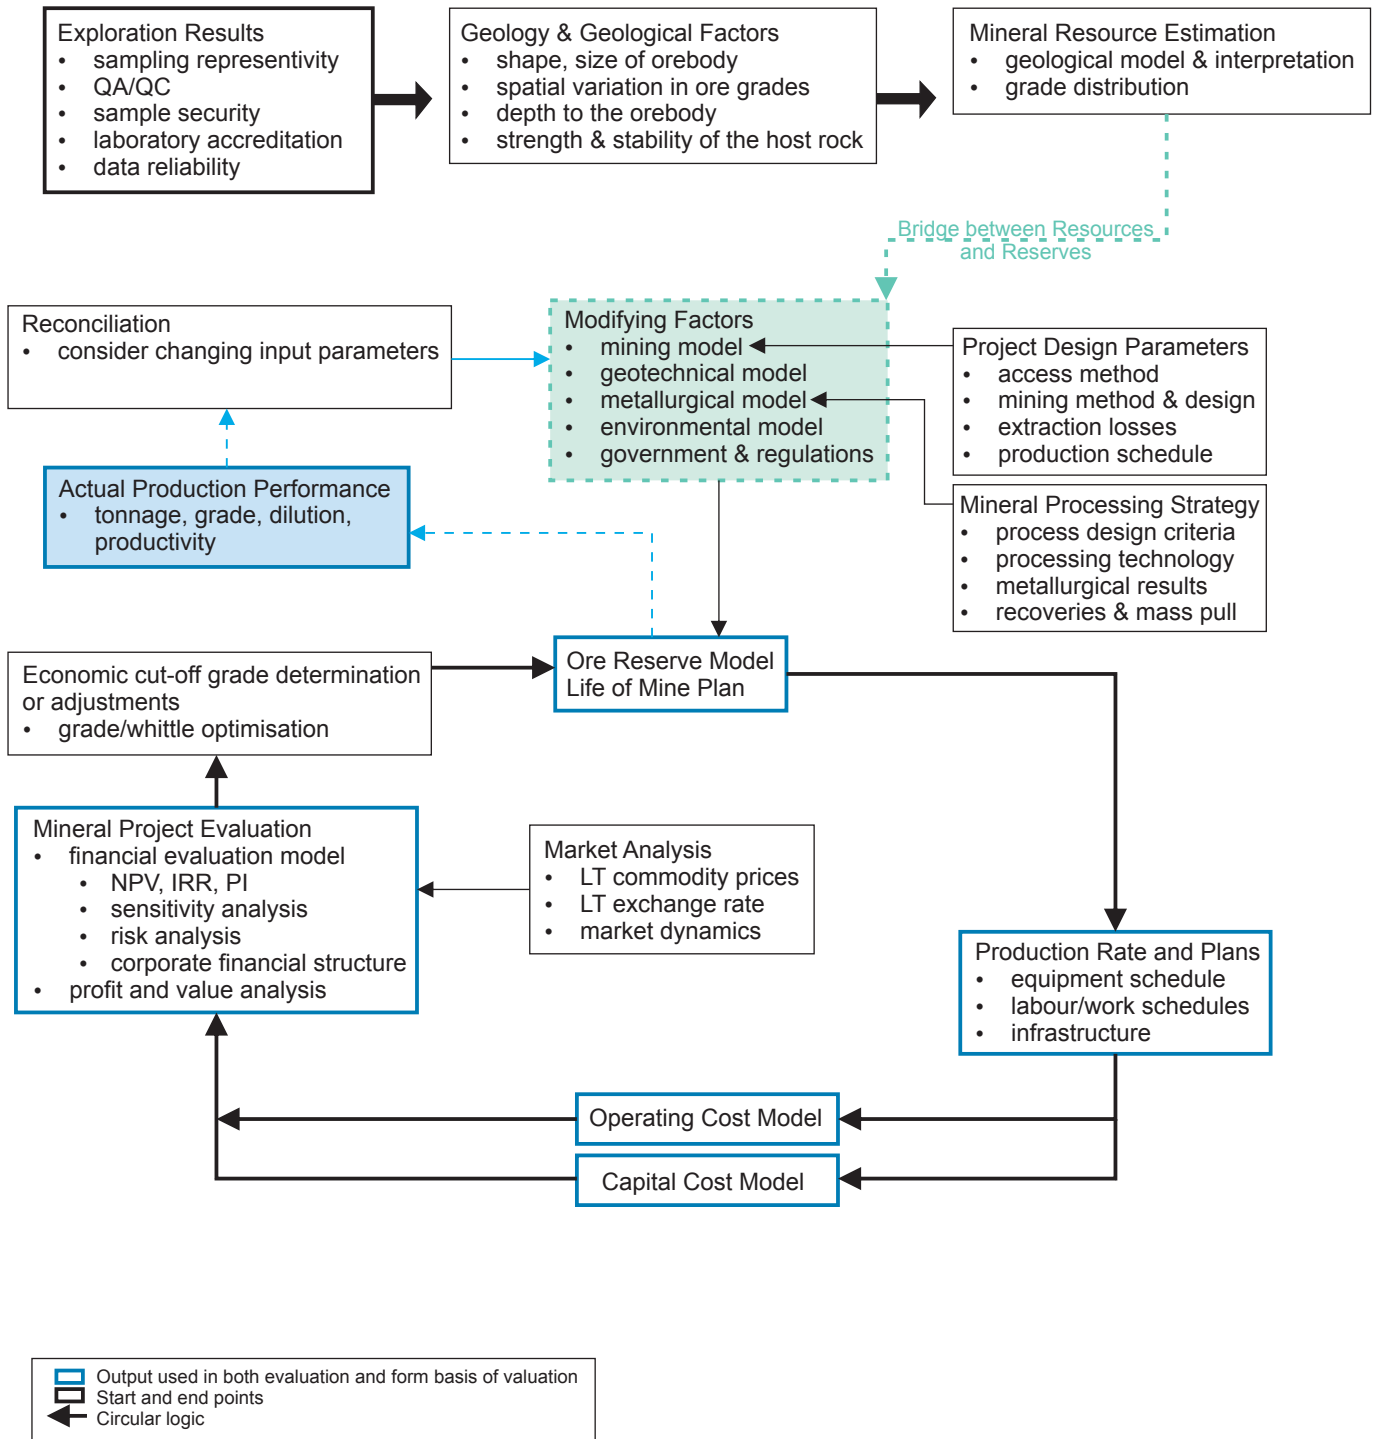 Exploration Results
• sampling representivity
• QA/QC
• sample security
• laboratory accreditation
• data reliability
Geology & Geological Factors
• shape, size of orebody
• spatial variation in ore grades
• depth to the orebody
• strength & stability of the host rock
Mineral Resource Estimation
• geological model & interpretation
• grade distribution
Bridge between Resources
and Reserves
Reconciliation
• consider changing input parameters
Modifying Factors
• mining model
• geotechnical model
• metallurgical model
• environmental model
• government & regulations
Project Design Parameters
• access method
• mining method & design
• extraction losses
• production schedule
Actual Production Performance
• tonnage, grade, dilution,
productivity
Mineral Processing Strategy
• process design criteria
• processing technology
• metallurgical results
• recoveries & mass pull
Economic cut-off grade determination
or adjustments
• grade/whittle optimisation
Ore Reserve Model
Life of Mine Plan
Mineral Project Evaluation
• financial evaluation model
• NPV, IRR, PI
• sensitivity analysis
• risk analysis
• corporate financial structure
• profit and value analysis
Market Analysis
• LT commodity prices
• LT exchange rate
• market dynamics
Production Rate and Plans
• equipment schedule
• labour/work schedules
• infrastructure
Operating Cost Model
Capital Cost Model
Output used in both evaluation and form basis of valuation
Start and end points
Circular logic